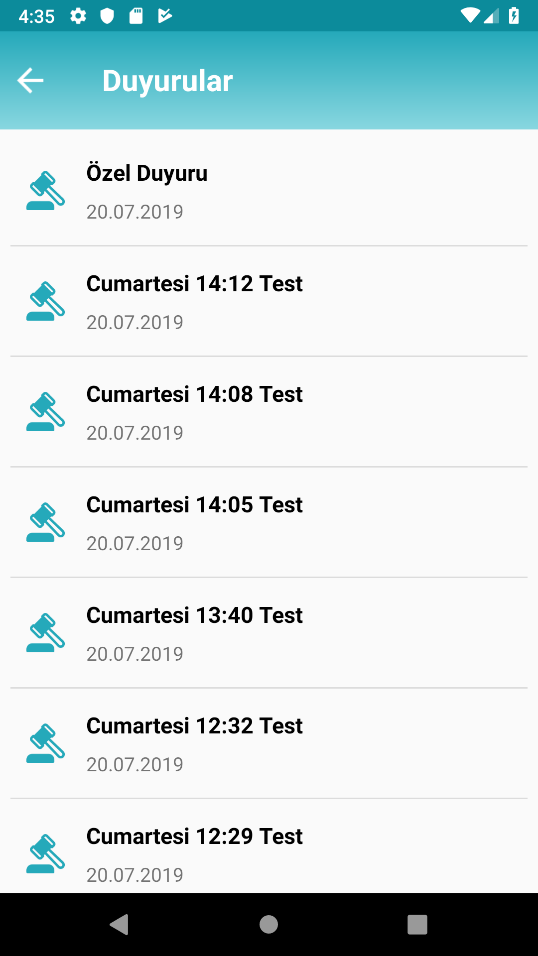 4:35
Duyurular
Özel Duyuru
20.07.2019
Cumartesi 14:12 Test
20.07.2019
Cumartesi 14:08 Test
20.07.2019
Cumartesi 14:05 Test
20.07.2019
Cumartesi 13:40 Test
20.07.2019
Cumartesi 12:32 Test
20.07.2019
Cumartesi 12:29 Test
20.07.2019